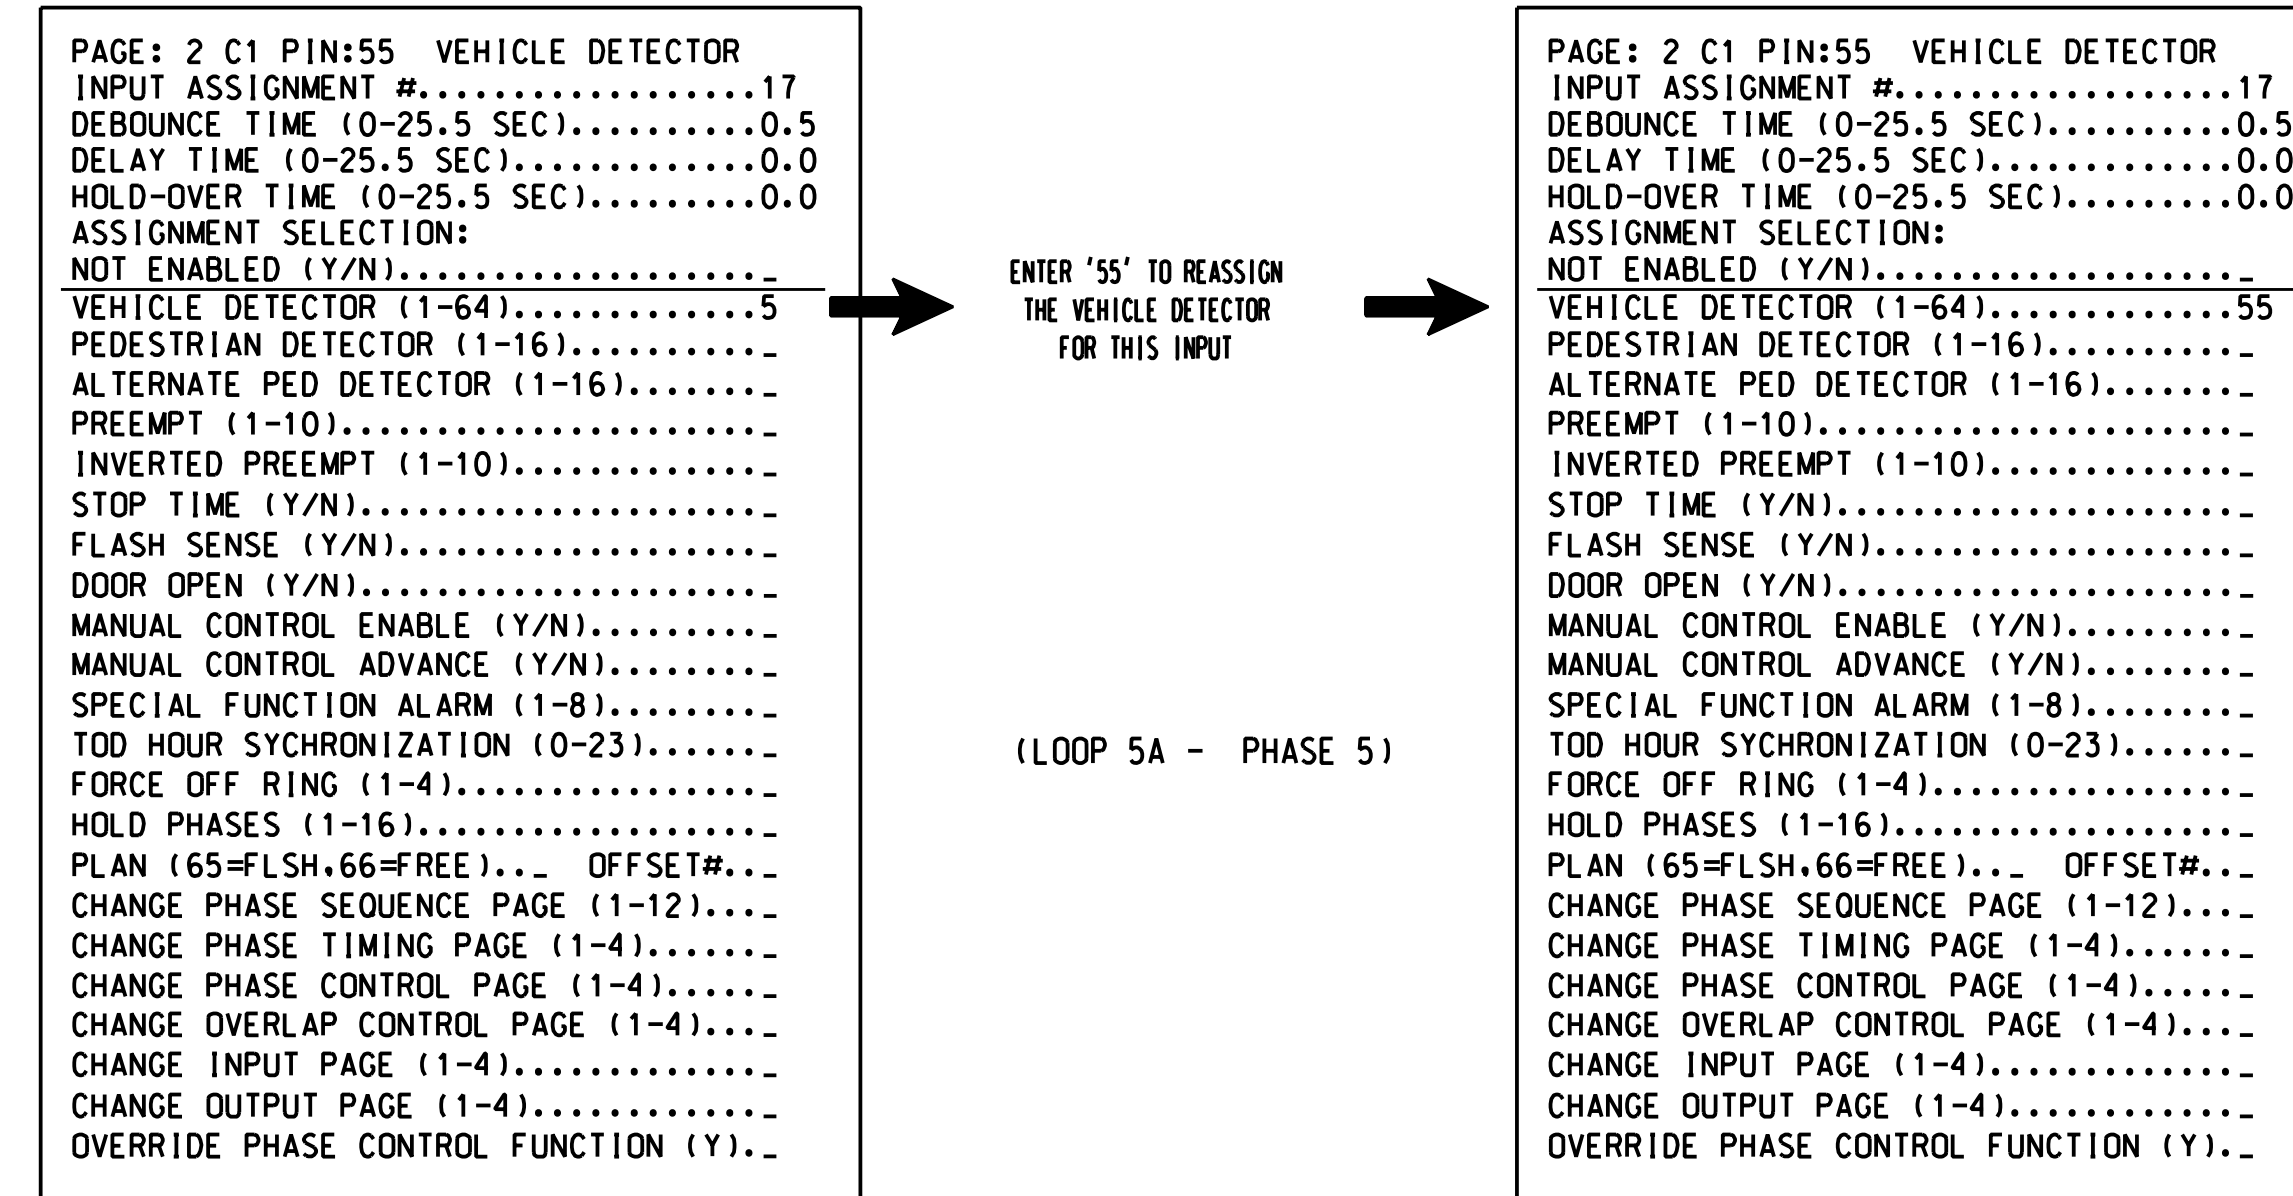 PAGE: 2 C1 PIN:55 VEHICLE DETECTOR
INPUT ASSIGNMENT #..................17
DEBOUNCE TIME (0-25.5 SEC)..........0.5
DELAY TIME (0-25.5 SEC).............0.0
HOLD-OVER TIME (0-25.5 SEC).........0.0
ASSIGNMENT SELECTION:
NOT ENABLED (Y/N)..................._
VEHICLE DETECTOR (1-64).............5
PEDESTRIAN DETECTOR (1-16).........._
ALTERNATE PED DETECTOR (1-16)......._
PREEMPT (1-10)......................_
INVERTED PREEMPT (1-10)............._
STOP TIME (Y/N)....................._
FLASH SENSE (Y/N)..................._
DOOR OPEN (Y/N)....................._
MANUAL CONTROL ENABLE (Y/N)........._
MANUAL CONTROL ADVANCE (Y/N)........_
SPECIAL FUNCTION ALARM (1-8)........_
TOD HOUR SYCHRONIZATION (0-23)......_
FORCE OFF RING (1-4)................_
HOLD PHASES (1-16).................._
PLAN (65=FLSH,66=FREE).._ OFFSET#.._
CHANGE PHASE SEQUENCE PAGE (1-12)..._
CHANGE PHASE TIMING PAGE (1-4)......_
CHANGE PHASE CONTROL PAGE (1-4)....._
CHANGE OVERLAP CONTROL PAGE (1-4)..._
CHANGE INPUT PAGE (1-4)............._
CHANGE OUTPUT PAGE (1-4)............_
OVERRIDE PHASE CONTROL FUNCTION (Y)._
ENTER '55' TO REASSIGN
THE VEHICLE DETECTOR
FOR THIS INPUT
(LOOP 5A - PHASE 5)
PAGE: 2 C1 PIN:55 VEHICLE DETECTOR
INPUT ASSIGNMENT #..................17
DEBOUNCE TIME (0-25.5 SEC)..........0.5
DELAY TIME (0-25.5 SEC).............0.0
HOLD-OVER TIME (0-25.5 SEC).........0.0
ASSIGNMENT SELECTION:
NOT ENABLED (Y/N)..................._
VEHICLE DETECTOR (1-64).............55
PEDESTRIAN DETECTOR (1-16).........._
ALTERNATE PED DETECTOR (1-16)......._
PREEMPT (1-10)......................_
INVERTED PREEMPT (1-10)............._
STOP TIME (Y/N)....................._
FLASH SENSE (Y/N)..................._
DOOR OPEN (Y/N)....................._
MANUAL CONTROL ENABLE (Y/N)........._
MANUAL CONTROL ADVANCE (Y/N)........_
SPECIAL FUNCTION ALARM (1-8)........_
TOD HOUR SYCHRONIZATION (0-23)......_
FORCE OFF RING (1-4)................_
HOLD PHASES (1-16).................._
PLAN (65=FLSH,66=FREE).._ OFFSET#.._
CHANGE PHASE SEQUENCE PAGE (1-12)..._
CHANGE PHASE TIMING PAGE (1-4)......_
CHANGE PHASE CONTROL PAGE (1-4)....._
CHANGE OVERLAP CONTROL PAGE (1-4)..._
CHANGE INPUT PAGE (1-4)............._
CHANGE OUTPUT PAGE (1-4)............_
OVERRIDE PHASE CONTROL FUNCTION (Y)._